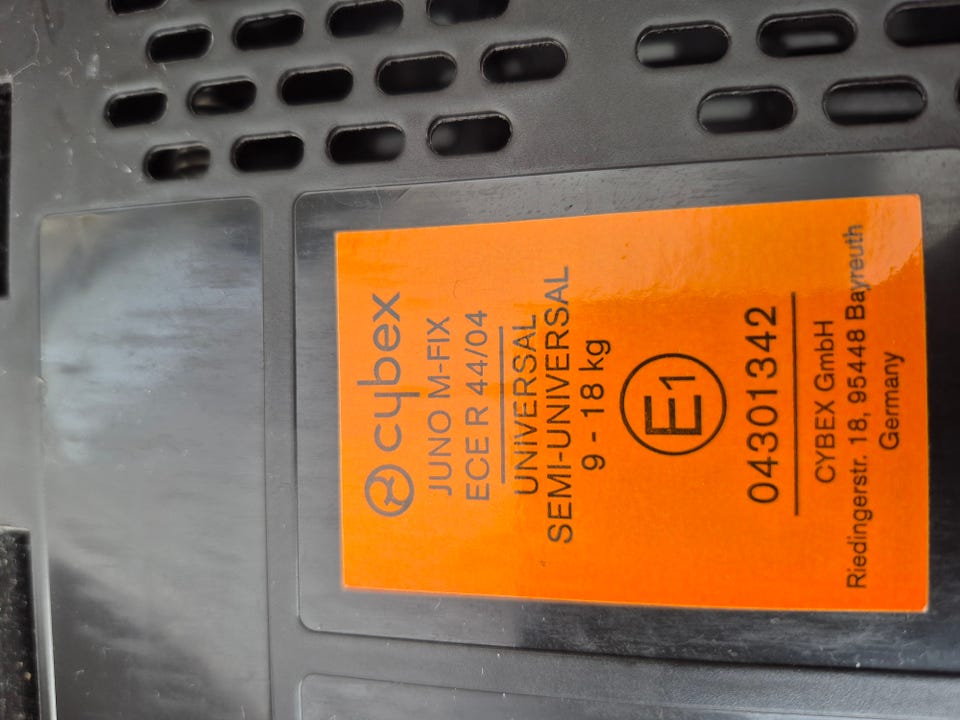 cybex
JUNO M-FIX
ECE R 44/04
UNIVERSAL
SEMI-UNIVERSAL
9 - 18 kg
E1
04301342
CYBEX GmbH
Riedingerstr. 18, 95448 Bayreuth
Germany